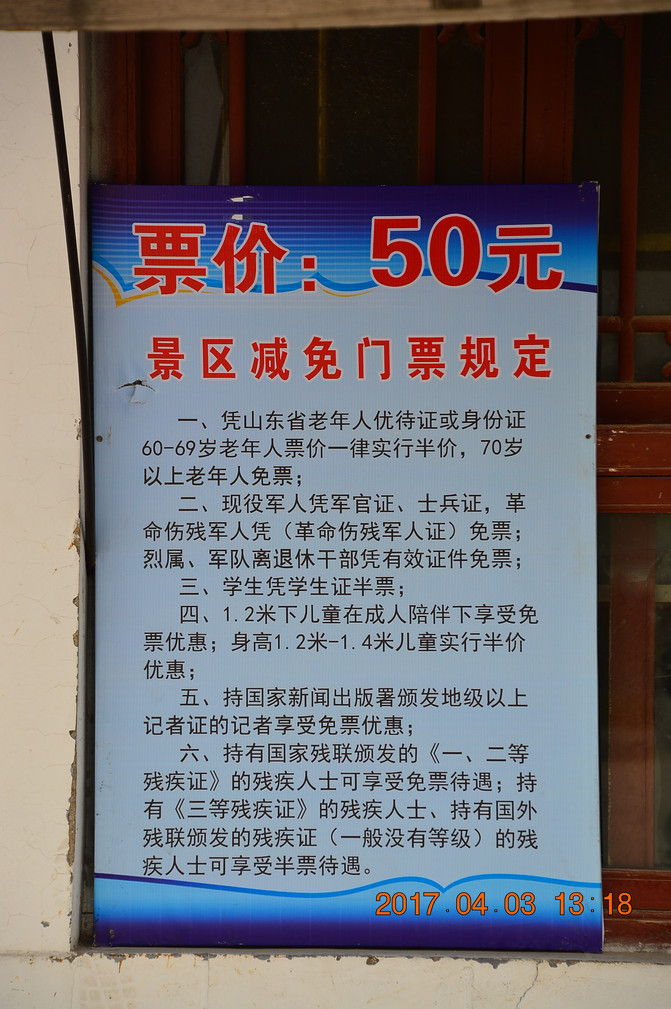 票价：50元
景区减免门票规定
一、凭山东省老年人优待证或身份证
60-69岁老年人票价一律实行半价，70岁
以上老年人免票；
二、现役军人凭军官证、士兵证，革
命伤残军人凭（革命伤残军人证）免票；
烈属、军队离退休干部凭有效证件免票；
三、学生凭学生证半票；
四、1.2米下儿童在成人陪伴下享受免
票优惠；身高1.2米-1.4米儿童实行半价
优惠；
五、持国家新闻出版署颁发地级以上
记者证的记者享受免票优惠；
六、持有国家残联颁发的《一、二等
残疾证》的残疾人士可享受免票待遇；持
有《三等残疾证》的残疾人士、持有国外
残联颁发的残疾证（一般没有等级）的残
疾人士可享受半票待遇。
2017.04.03 13:18